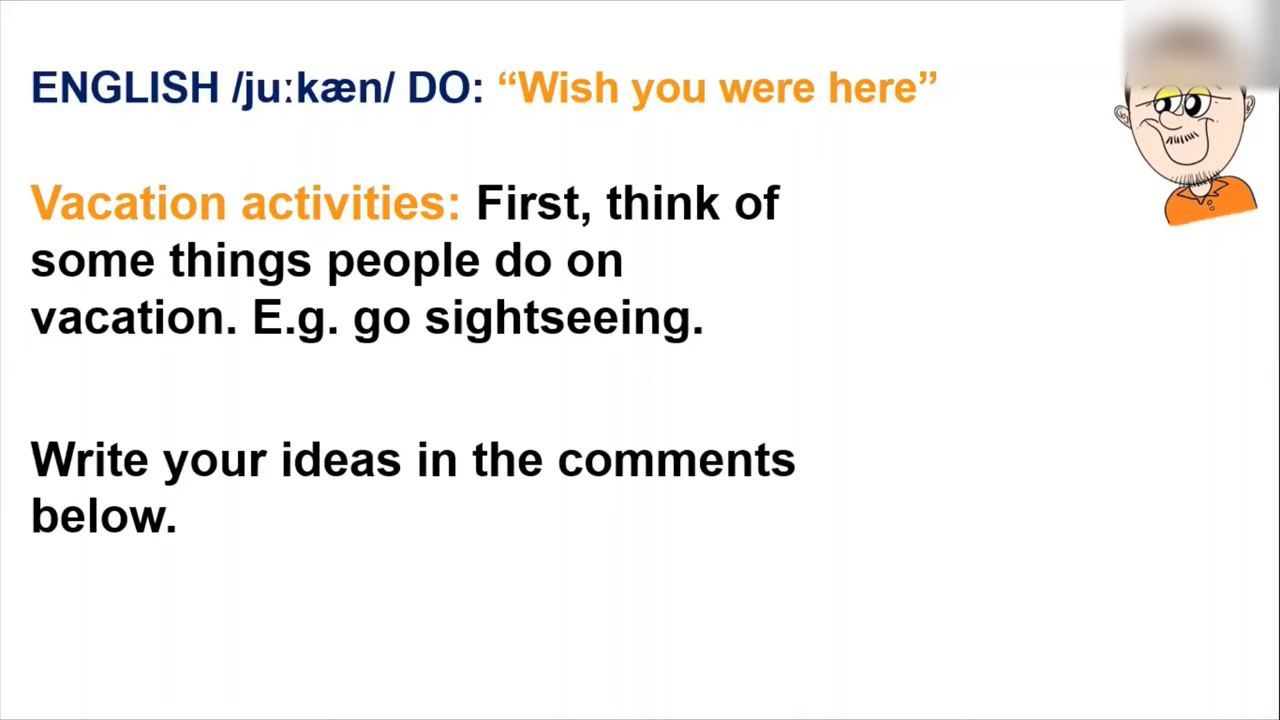 ENGLISH /juːkæn/ DO: “Wish you were here”
Vacation activities: First, think of
some things people do on
vacation. E.g. go sightseeing.
Write your ideas in the comments
below.